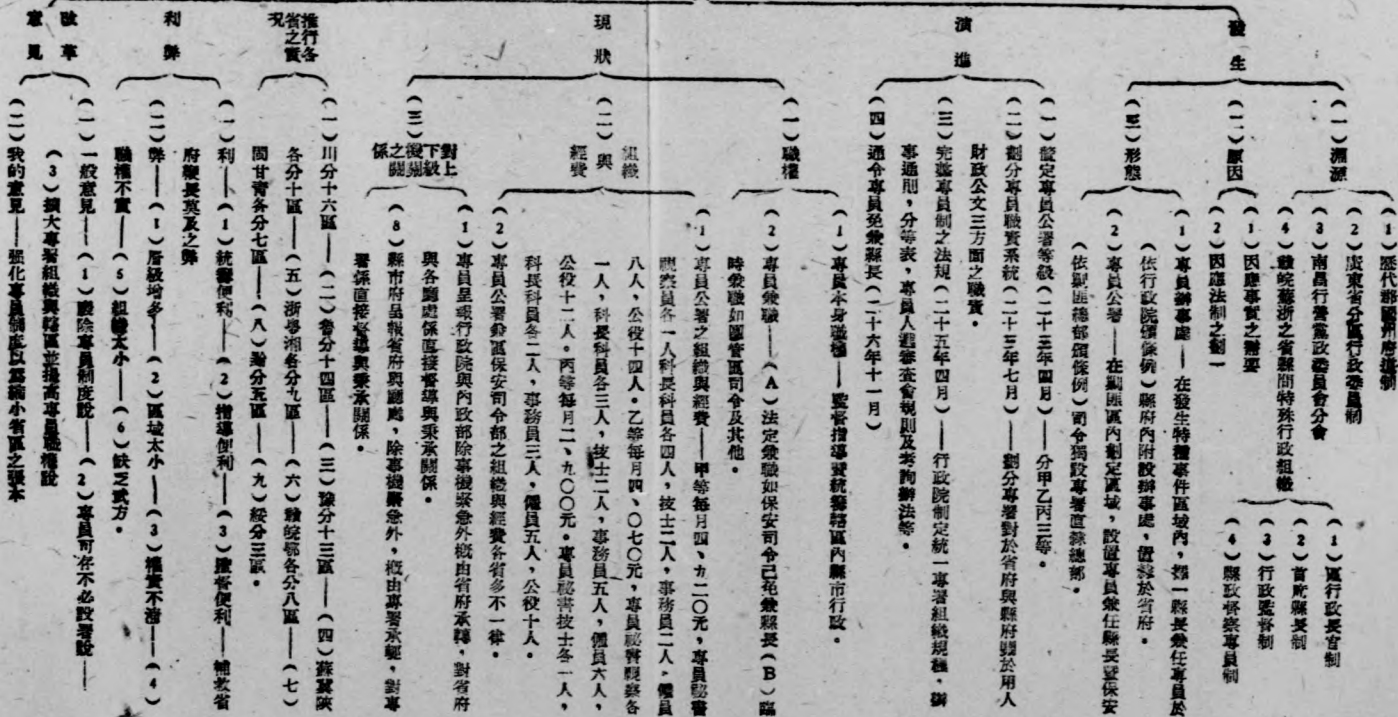 發生
(一)淵源
(1)歷代郡國州府道制
(2)廣東省分區行政委員制
(3)南昌行營黨政委員會分會
(4)贛皖蘇浙之省縣間特殊行政組織
(1)區行政長官制
(2)首席縣長制
(3)行政監督制
(4)縣政督察專員制
(二)原因
(1)因應事實之需要
(2)因應法制之劃一
(三)形態
(1)專員辦事處——在發生特種事件區域內,擇一縣長兼任專員於
(依行政院頒條例)縣府內附設辦事處,直隸於省府。
(2)專員公署——在剿匪區內劃定區域,設置專員兼任縣長暨保安
(依剿匪總部頒條例)司令獨設專署直隸總部。
演進
(一)釐定專員公署等級(二十三年四月)——分甲乙丙三等。
(二)劃分專員職責系統(二十三年七月)——劃分專署對於省府與縣府關於用人
財政公文三方面之職責。
(三)完整專員制之法規(二十五年四月)——行政院制定統一專署組織規程,辦
事通則,分等表,專員人選審查會規則及考詢辦法等。
(四)通令專員免兼縣長(二十六年十一月)
現狀
(一)職權
(1)專員本身職權——監督指導暨統籌轄區內縣市行政。
(2)專員兼職——(A)法定兼職如保安司令已免兼縣長(B)臨
時兼職如團管區司令及其他。
(二)組織與經費
(1)專員公署之組織與經費——甲等每月四、九二〇元,專員秘書
視察員各一人科長科員各四人,技士二人,事務員二人,僱員
八人,公役十四人。乙等每月四、〇七〇元,專員秘書視察各
一人,科長科員各三人,技士二人,事務員五人,僱員六人,
公役十二人。丙等每月二、九〇〇元。專員秘書技士各一人,
科長科員各二人,事務員三人,僱員五人,公役十人。
(2)專員公署兼區保安司令部之組織與經費各省多不一律。
(三)對上下級機關之關係
(1)專員呈報行政院與內政部除事機緊急外概由省府承轉,對省府
與各廳處係直接督導與秉承關係。
(8)縣市府呈報省府與廳處,除事機緊急外,概由專署承轉,對專
署係直接督導與秉承關係。
推行各省之實況
(一)川分十六區——(二)魯分十四區——(三)豫分十三區——(四)蘇冀陝
各分十區——(五)浙粵湘各分九區——(六)贛皖鄂各分八區——(七)
閩甘青各分七區——(八)黔分五區——(九)綏分三區。
利弊
(一)利——(1)統籌便利——(2)指導便利——(3)監督便利——補救省
府鞭長莫及之弊
(二)弊——(1)層級增多——(2)區域太小——(3)權責不清——(4)
職權不實——(5)組織太小——(6)缺乏武方。
改革意見
(一)一般意見——(1)廢除專員制度說——(2)專員可存不必設署說——
(3)擴大專署組織與轄區並提高專員職權說
(二)我的意見——強化專員制度以爲縮小省區之張本